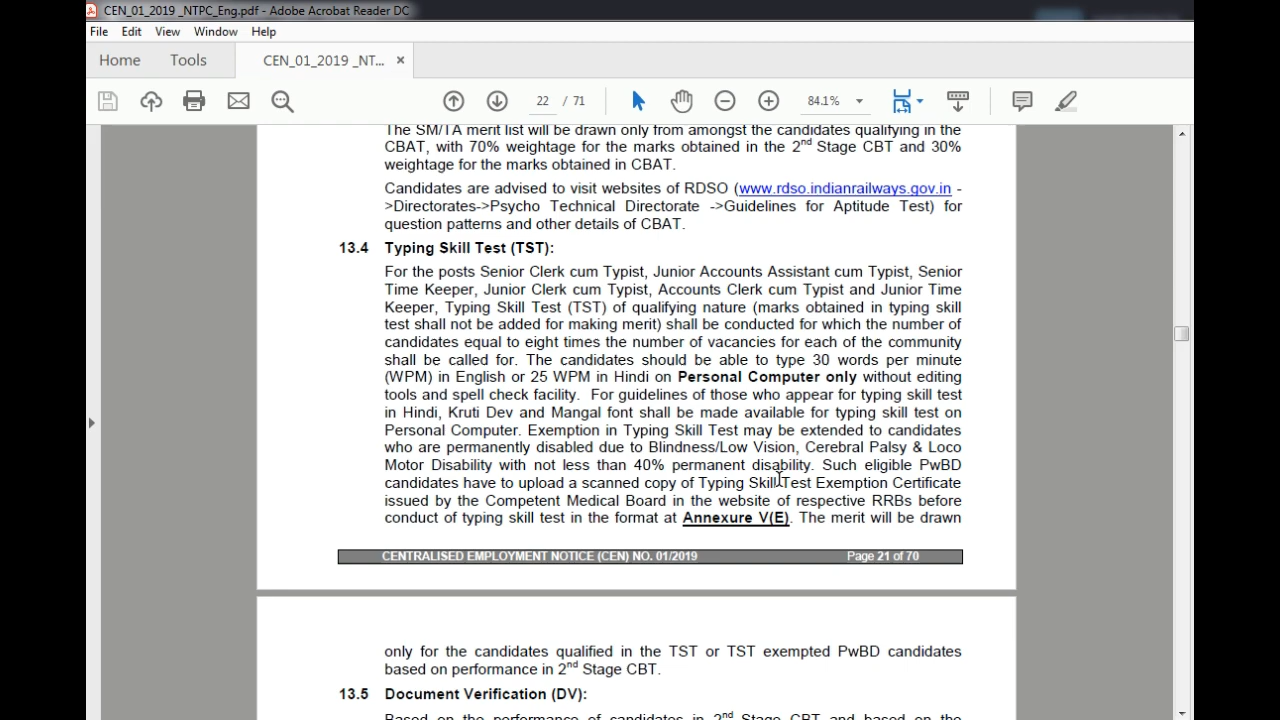 CEN_01_2019 _NTPC_Eng.pdf - Adobe Acrobat Reader DC
File Edit View Window Help
Home Tools CEN_01_2019 _NT... ×
22 / 71 84.1%
The SM/TA merit list will be drawn only from amongst the candidates qualifying in the
CBAT, with 70% weightage for the marks obtained in the 2nd Stage CBT and 30%
weightage for the marks obtained in CBAT.
Candidates are advised to visit websites of RDSO (www.rdso.indianrailways.gov.in -
>Directorates->Psycho Technical Directorate ->Guidelines for Aptitude Test) for
question patterns and other details of CBAT.
13.4 Typing Skill Test (TST):
For the posts Senior Clerk cum Typist, Junior Accounts Assistant cum Typist, Senior
Time Keeper, Junior Clerk cum Typist, Accounts Clerk cum Typist and Junior Time
Keeper, Typing Skill Test (TST) of qualifying nature (marks obtained in typing skill
test shall not be added for making merit) shall be conducted for which the number of
candidates equal to eight times the number of vacancies for each of the community
shall be called for. The candidates should be able to type 30 words per minute
(WPM) in English or 25 WPM in Hindi on Personal Computer only without editing
tools and spell check facility. For guidelines of those who appear for typing skill test
in Hindi, Kruti Dev and Mangal font shall be made available for typing skill test on
Personal Computer. Exemption in Typing Skill Test may be extended to candidates
who are permanently disabled due to Blindness/Low Vision, Cerebral Palsy & Loco
Motor Disability with not less than 40% permanent disability. Such eligible PwBD
candidates have to upload a scanned copy of Typing Skill Test Exemption Certificate
issued by the Competent Medical Board in the website of respective RRBs before
conduct of typing skill test in the format at Annexure V(E). The merit will be drawn
CENTRALISED EMPLOYMENT NOTICE (CEN) NO. 01/2019 Page 21 of 70
only for the candidates qualified in the TST or TST exempted PwBD candidates
based on performance in 2nd Stage CBT.
13.5 Document Verification (DV):
Based on the performance of candidates in 2nd Stage CBT and based on the